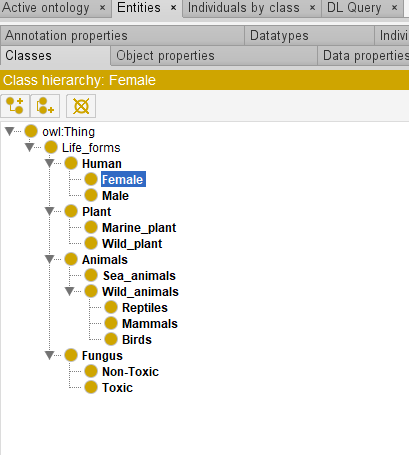 Active ontology × Entities × Individuals by class × DL Query ×
Annotation properties Datatypes
Classes Object properties Data properties
Class hierarchy: Female
owl:Thing
Life_forms
Human
Female
Male
Plant
Marine_plant
Wild_plant
Animals
Sea_animals
Wild_animals
Reptiles
Mammals
Birds
Fungus
Non-Toxic
Toxic